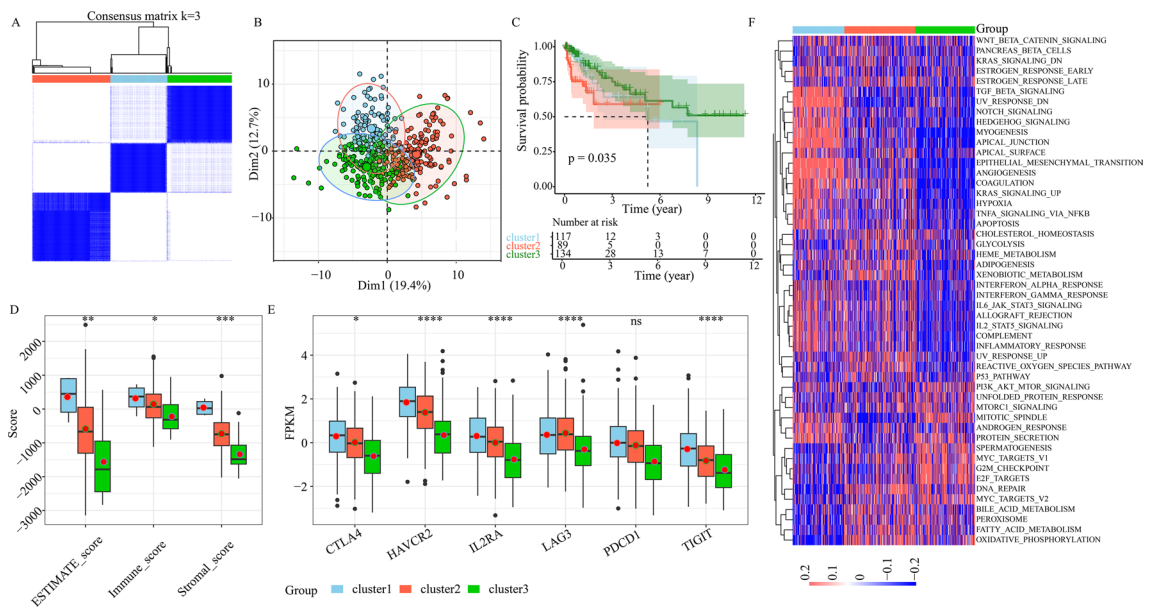 A
Consensus matrix k=3
B
Dim2 (12.7%)
10
0
−10
−10
0
10
Dim1 (19.4%)
C
Survival probability
1.00
0.75
0.50
0.25
0.00
p = 0.035
0
3
6
9
12
Time (year)
Number at risk
cluster1 117 12 3 0 0
cluster2 89 5 0 0 0
cluster3 134 28 13 7 0
0 3 6 9 12
Time (year)
D
Score
2000
1000
0
-1000
-2000
-3000
**
*
***
ESTIMATE_score
Immune_score
Stromal_score
E
FPKM
4
2
0
−2
*
****
****
****
ns
****
CTLA4
HAVCR2
IL2RA
LAG3
PDCD1
TIGIT
Group cluster1 cluster2 cluster3
F
Group
WNT_BETA_CATENIN_SIGNALING
PANCREAS_BETA_CELLS
KRAS_SIGNALING_DN
ESTROGEN_RESPONSE_EARLY
ESTROGEN_RESPONSE_LATE
TGF_BETA_SIGNALING
UV_RESPONSE_DN
NOTCH_SIGNALING
HEDGEHOG_SIGNALING
MYOGENESIS
APICAL_JUNCTION
APICAL_SURFACE
EPITHELIAL_MESENCHYMAL_TRANSITION
ANGIOGENESIS
COAGULATION
KRAS_SIGNALING_UP
HYPOXIA
TNFA_SIGNALING_VIA_NFKB
APOPTOSIS
CHOLESTEROL_HOMEOSTASIS
GLYCOLYSIS
HEME_METABOLISM
ADIPOGENESIS
XENOBIOTIC_METABOLISM
INTERFERON_ALPHA_RESPONSE
INTERFERON_GAMMA_RESPONSE
IL6_JAK_STAT3_SIGNALING
ALLOGRAFT_REJECTION
IL2_STAT5_SIGNALING
COMPLEMENT
INFLAMMATORY_RESPONSE
UV_RESPONSE_UP
REACTIVE_OXYGEN_SPECIES_PATHWAY
P53_PATHWAY
PI3K_AKT_MTOR_SIGNALING
UNFOLDED_PROTEIN_RESPONSE
MTORC1_SIGNALING
MITOTIC_SPINDLE
ANDROGEN_RESPONSE
PROTEIN_SECRETION
SPERMATOGENESIS
MYC_TARGETS_V1
G2M_CHECKPOINT
E2F_TARGETS
DNA_REPAIR
MYC_TARGETS_V2
BILE_ACID_METABOLISM
PEROXISOME
FATTY_ACID_METABOLISM
OXIDATIVE_PHOSPHORYLATION
0.2
0.1
0
−0.1
−0.2